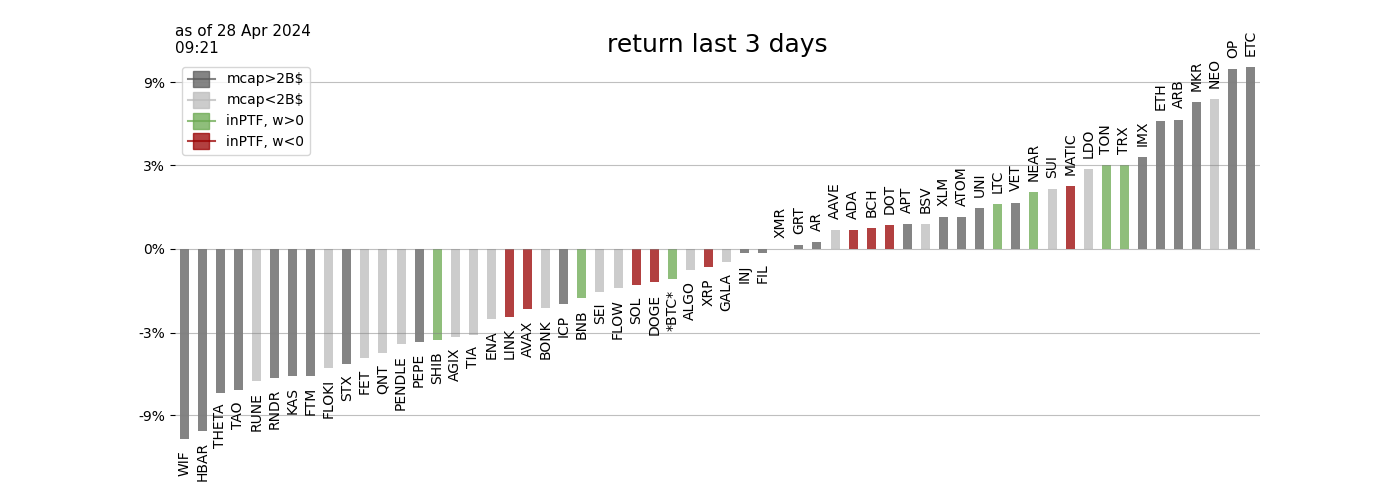 as of 28 Apr 2024
09:21
return last 3 days
mcap>2B$
mcap<2B$
inPTF, w>0
inPTF, w<0
9%
3%
0%
-3%
-9%
WIF
HBAR
THETA
TAO
RUNE
RNDR
KAS
FTM
FLOKI
STX
FET
QNT
PENDLE
PEPE
SHIB
AGIX
TIA
ENA
LINK
AVAX
BONK
ICP
BNB
SEI
FLOW
SOL
DOGE
*BTC*
ALGO
XRP
GALA
INJ
FIL
XMR
GRT
AR
AAVE
ADA
BCH
DOT
APT
BSV
XLM
ATOM
UNI
LTC
VET
NEAR
SUI
MATIC
LDO
TON
TRX
IMX
ETH
ARB
MKR
NEO
OP
ETC